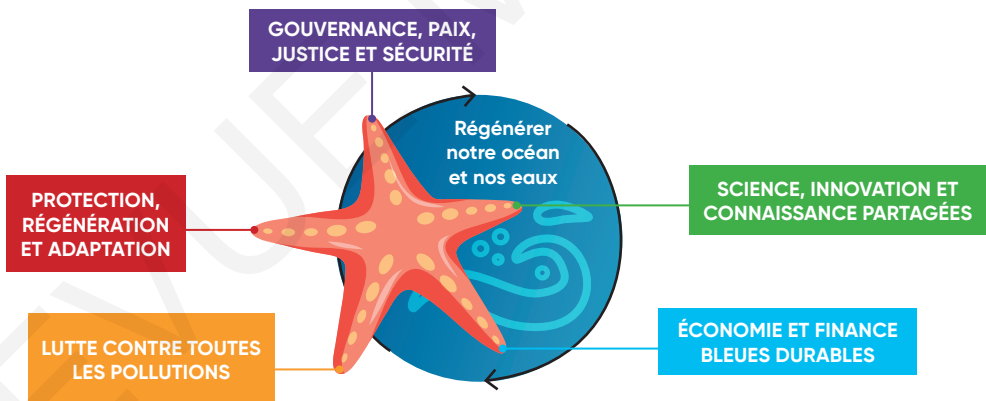 GOUVERNANCE, PAIX,
JUSTICE ET SÉCURITÉ
Régénérer
notre océan
et nos eaux
SCIENCE, INNOVATION ET
CONNAISSANCE PARTAGÉES
PROTECTION,
RÉGÉNÉRATION
ET ADAPTATION
ÉCONOMIE ET FINANCE
BLEUES DURABLES
LUTTE CONTRE TOUTES
LES POLLUTIONS